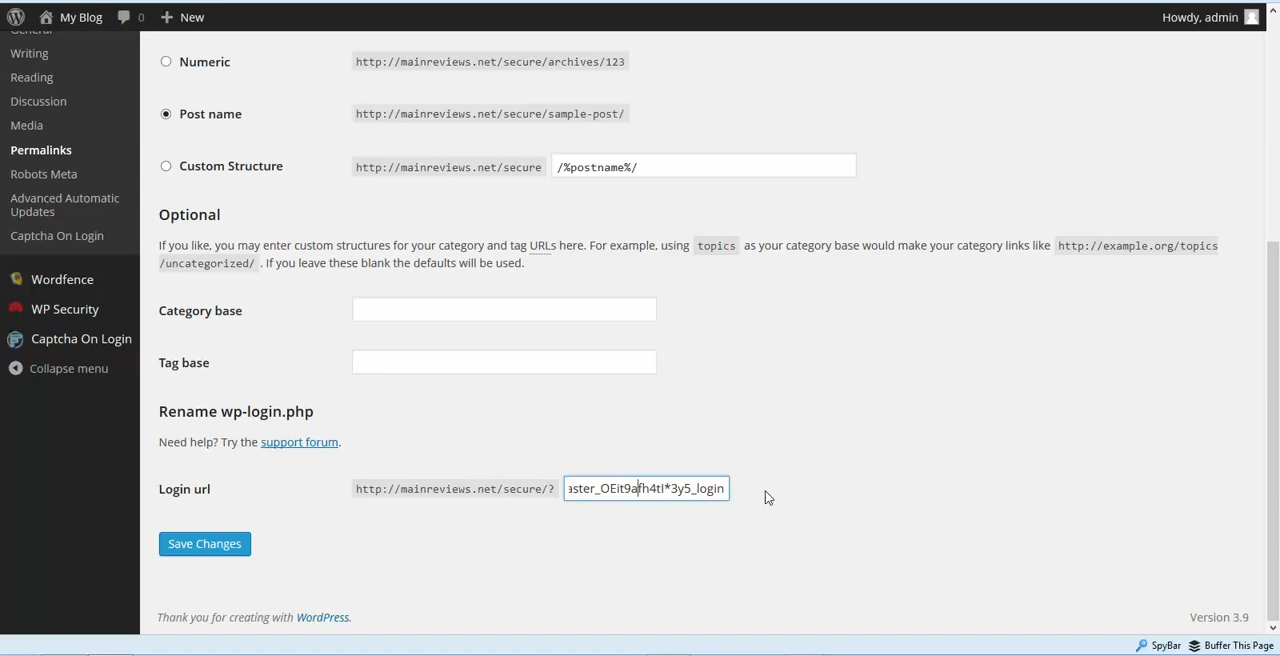 My Blog 0 New Howdy, admin
General
Writing
Numeric http://mainreviews.net/secure/archives/123
Reading
Discussion
Post name http://mainreviews.net/secure/sample-post/
Media
Permalinks
Custom Structure http://mainreviews.net/secure /%postname%/
Robots Meta
Advanced Automatic
Updates
Optional
Captcha On Login
If you like, you may enter custom structures for your category and tag URLs here. For example, using topics as your category base would make your category links like http://example.org/topics
/uncategorized/ . If you leave these blank the defaults will be used.
Wordfence
WP Security
Category base
Captcha On Login
Collapse menu
Tag base
Rename wp-login.php
Need help? Try the support forum.
Login url http://mainreviews.net/secure/? aster_OEit9afh4tI*3y5_login
Save Changes
Thank you for creating with WordPress. Version 3.9
SpyBar Buffer This Page